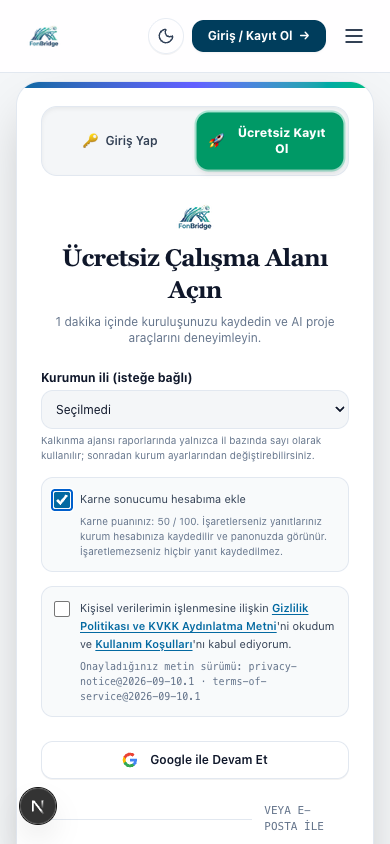 FonBridge
Giriş / Kayıt Ol →
🔑 Giriş Yap
🚀 Ücretsiz Kayıt
Ol
FonBridge
Ücretsiz Çalışma Alanı
Açın
1 dakika içinde kuruluşunuzu kaydedin ve AI proje
araçlarını deneyimleyin.
Kurumun ili (isteğe bağlı)
Seçilmedi
Kalkınma ajansı raporlarında yalnızca il bazında sayı olarak
kullanılır; sonradan kurum ayarlarından değiştirebilirsiniz.
Karne sonucumu hesabıma ekle
Karne puanınız: 50 / 100. İşaretlerseniz yanıtlarınız
kurum hesabınıza kaydedilir ve panonuzda görünür.
İşaretlemezseniz hiçbir yanıt kaydedilmez.
Kişisel verilerimin işlenmesine ilişkin Gizlilik
Politikası ve KVKK Aydınlatma Metni'ni okudum
ve Kullanım Koşulları'nı kabul ediyorum.
Onayladığınız metin sürümü: privacy-
notice@2026-09-10.1 · terms-of-
service@2026-09-10.1
Google ile Devam Et
N
VEYA E-
POSTA İLE